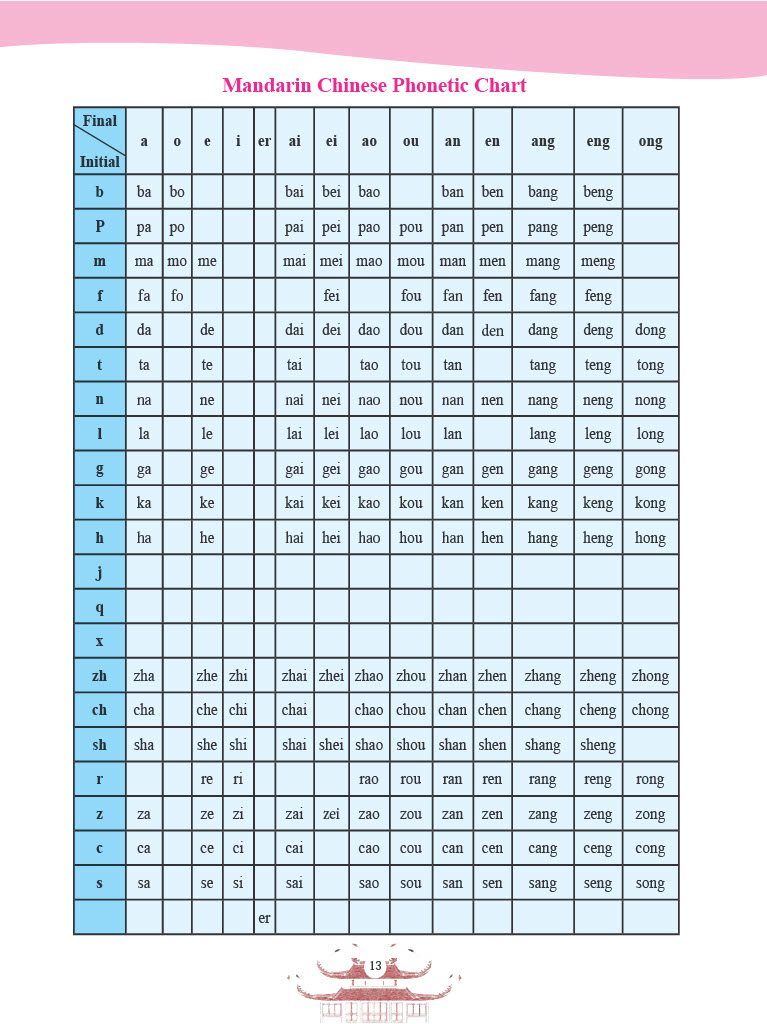 Mandarin Chinese Phonetic Chart
Final
Initial
a o e i er ai ei ao ou an en ang eng ong
b ba bo bai bei bao ban ben bang beng
P pa po pai pei pao pou pan pen pang peng
m ma mo me mai mei mao mou man men mang meng
f fa fo fei fou fan fen fang feng
d da de dai dei dao dou dan den dang deng dong
t ta te tai tao tou tan tang teng tong
n na ne nai nei nao nou nan nen nang neng nong
l la le lai lei lao lou lan lang leng long
g ga ge gai gei gao gou gan gen gang geng gong
k ka ke kai kei kao kou kan ken kang keng kong
h ha he hai hei hao hou han hen hang heng hong
j
q
x
zh zha zhe zhi zhai zhei zhao zhou zhan zhen zhang zheng zhong
ch cha che chi chai chao chou chan chen chang cheng chong
sh sha she shi shai shei shao shou shan shen shang sheng
r re ri rao rou ran ren rang reng rong
z za ze zi zai zei zao zou zan zen zang zeng zong
c ca ce ci cai cao cou can cen cang ceng cong
s sa se si sai sao sou san sen sang seng song
er
13